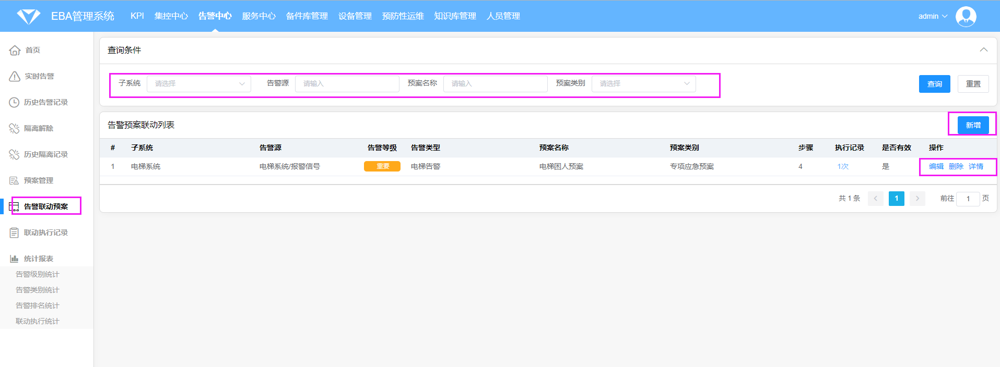 EBA管理系统 KPI 集控中心 告警中心 服务中心 备件库管理 设备管理 预防性运维 知识库管理 人员管理 admin
首页
实时告警
历史告警记录
隔离解除
历史隔离记录
预案管理
告警联动预案
联动执行记录
统计报表
告警级别统计
告警类别统计
告警排名统计
联动执行统计
查询条件
子系统 请选择 告警源 请输入 预案名称 请输入 预案类别 请选择 查询 重置
告警预案联动列表 新增
# 子系统 告警源 告警等级 告警类型 预案名称 预案类别 步骤 执行记录 是否有效 操作
1 电梯系统 电梯系统/报警信号 重要 电梯告警 电梯困人预案 专项应急预案 4 1次 是 编辑 删除 详情
共 1 条 1 前往 1 页